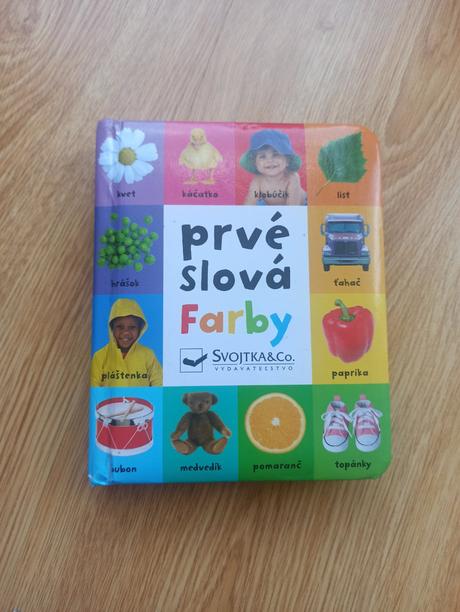 kvet
káčatko
klobúčik
list
hrášok
prvé
slová
Farby
SVOJTKA&Co.
VYDAVATEĽSTVO
ťahač
pláštenka
paprika
bubon
medvedík
pomaranč
topánky